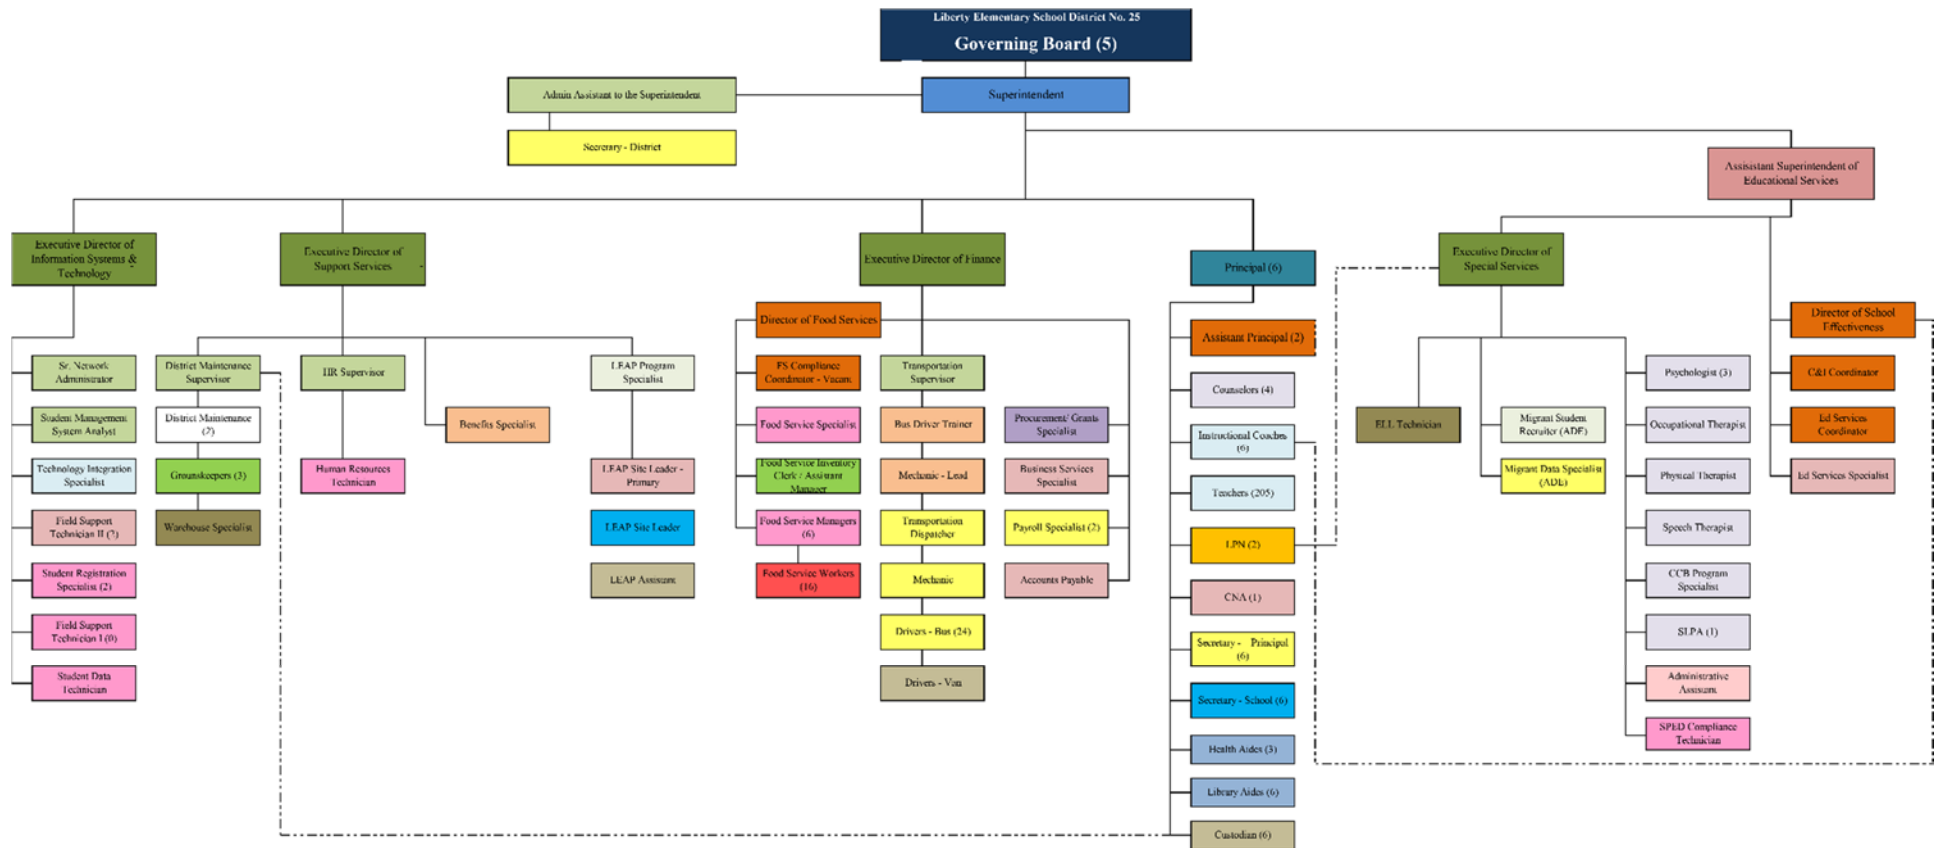 Liberty Elementary School District No. 25
Governing Board (5)
Admin Assistant to the Superintendent
Superintendent
Secretary - District
Assisistant Superintendent of
Educational Services
Executive Director of
Information Systems &
Technology
Executive Director of
Support Services -
Executive Director of Finance
Principal (6)
Executive Director of
Special Services
Sr. Network
Administrator
Student Management
System Analyst
Technology Integration
Specialist
Field Support
Technician II (2)
Student Registration
Specialist (2)
Field Support
Technician I (0)
Student Data
Technician
District Maintenance
Supervisor
District Maintenance
(2)
Grounskeepers (3)
Warehouse Specialist
HR Supervisor
Human Resources
Technician
Benefits Specialist
LEAP Program
Specialist
LEAP Site Leader -
Primary
LEAP Site Leader
LEAP Assistant
Director of Food Services
FS Compliance
Coordinator - Vacant
Food Service Specialist
Food Service Inventory
Clerk / Assistant
Manager
Food Service Managers
(6)
Food Service Workers
(16)
Transportation
Supervisor
Bus Driver Trainer
Mechanic - Lead
Transportation
Dispatcher
Mechanic
Drivers - Bus (24)
Drivers - Van
Procurement/ Grants
Specialist
Business Services
Specialist
Payroll Specialist (2)
Accounts Payable
Assistant Principal (2)
Counselors (4)
Instructional Coaches
(6)
Teachers (205)
LPN (2)
CNA (1)
Secretary - Principal
(6)
Secretary - School (6)
Health Aides (3)
Library Aides (6)
Custodian (6)
ELL Technician
Migrant Student
Recruiter (ADE)
Migrant Data Specialist
(ADE)
Psychologist (3)
Occupational Therapist
Physical Therapist
Speech Therapist
CCB Program
Specialist
SLPA (1)
Administrative
Assistant
SPED Compliance
Technician
Director of School
Effectiveness
C&I Coordinator
Ed Services
Coordinator
Ed Services Specialist